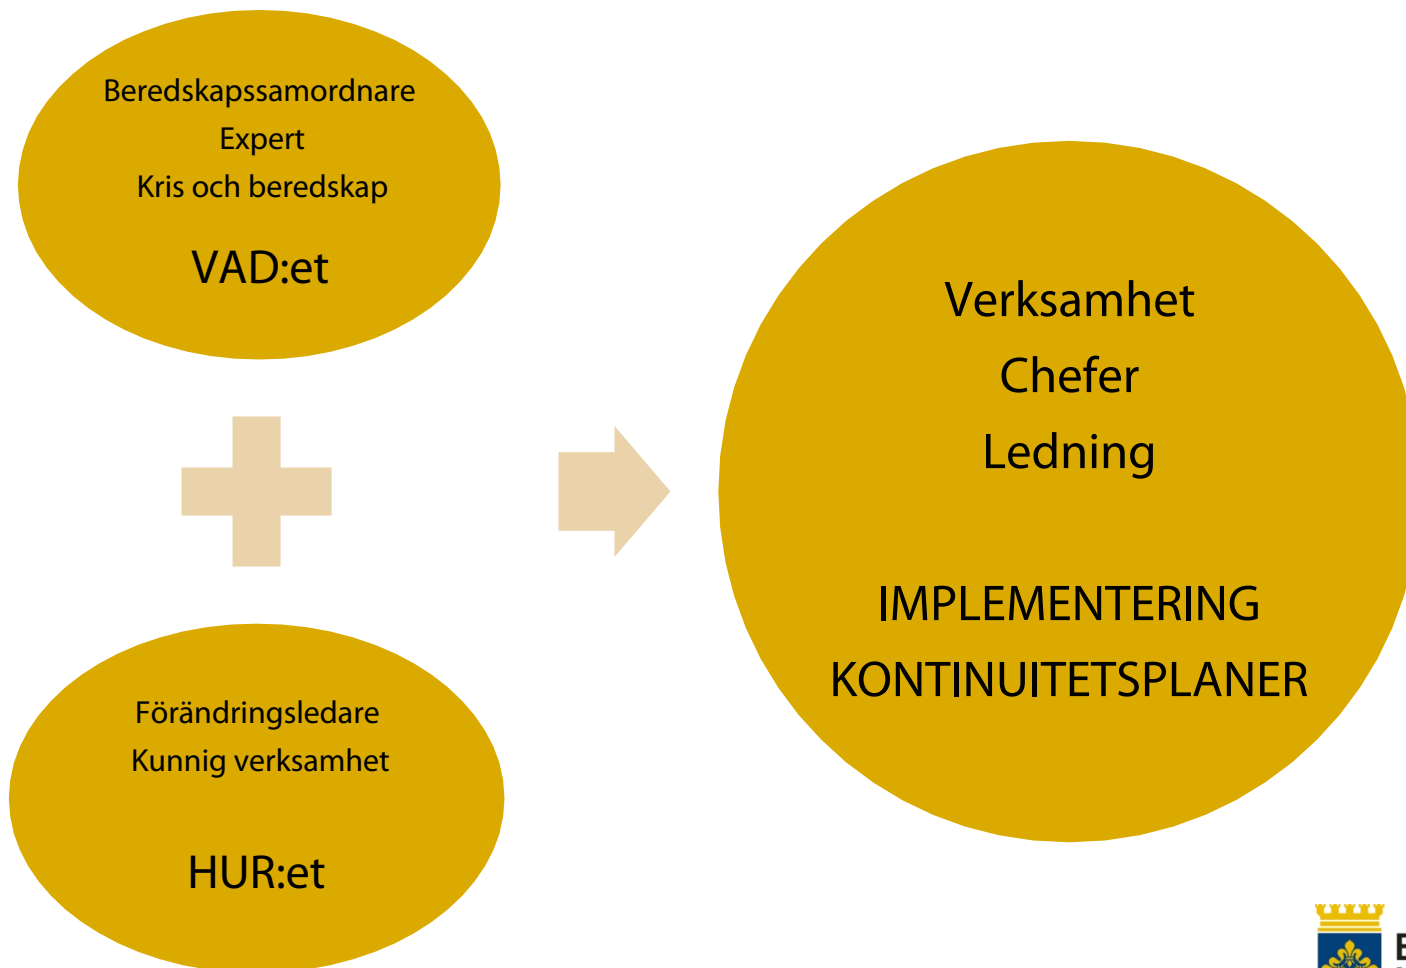 Beredskapssamordnare
Expert
Kris och beredskap
VAD:et
Förändringsledare
Kunnig verksamhet
HUR:et
Verksamhet
Chefer
Ledning
IMPLEMENTERING
KONTINUITETSPLANER